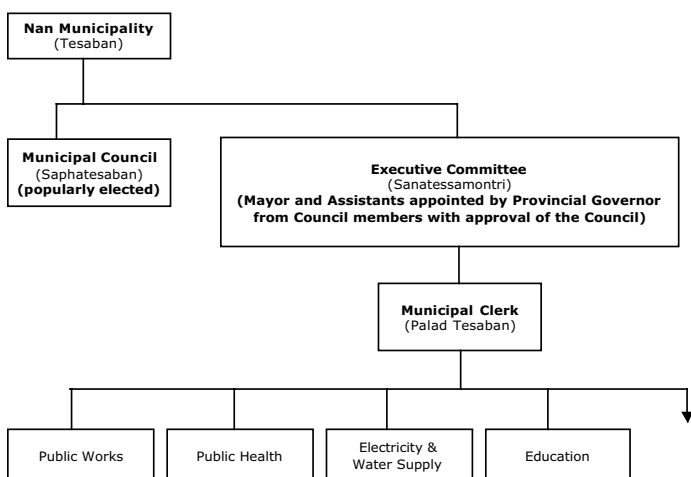 Nan Municipality
(Tesaban)
Municipal Council
(Saphatesaban)
(popularly elected)
Executive Committee
(Sanatessamontri)
(Mayor and Assistants appointed by Provincial Governor
from Council members with approval of the Council)
Municipal Clerk
(Palad Tesaban)
Public Works
Public Health
Electricity &
Water Supply
Education